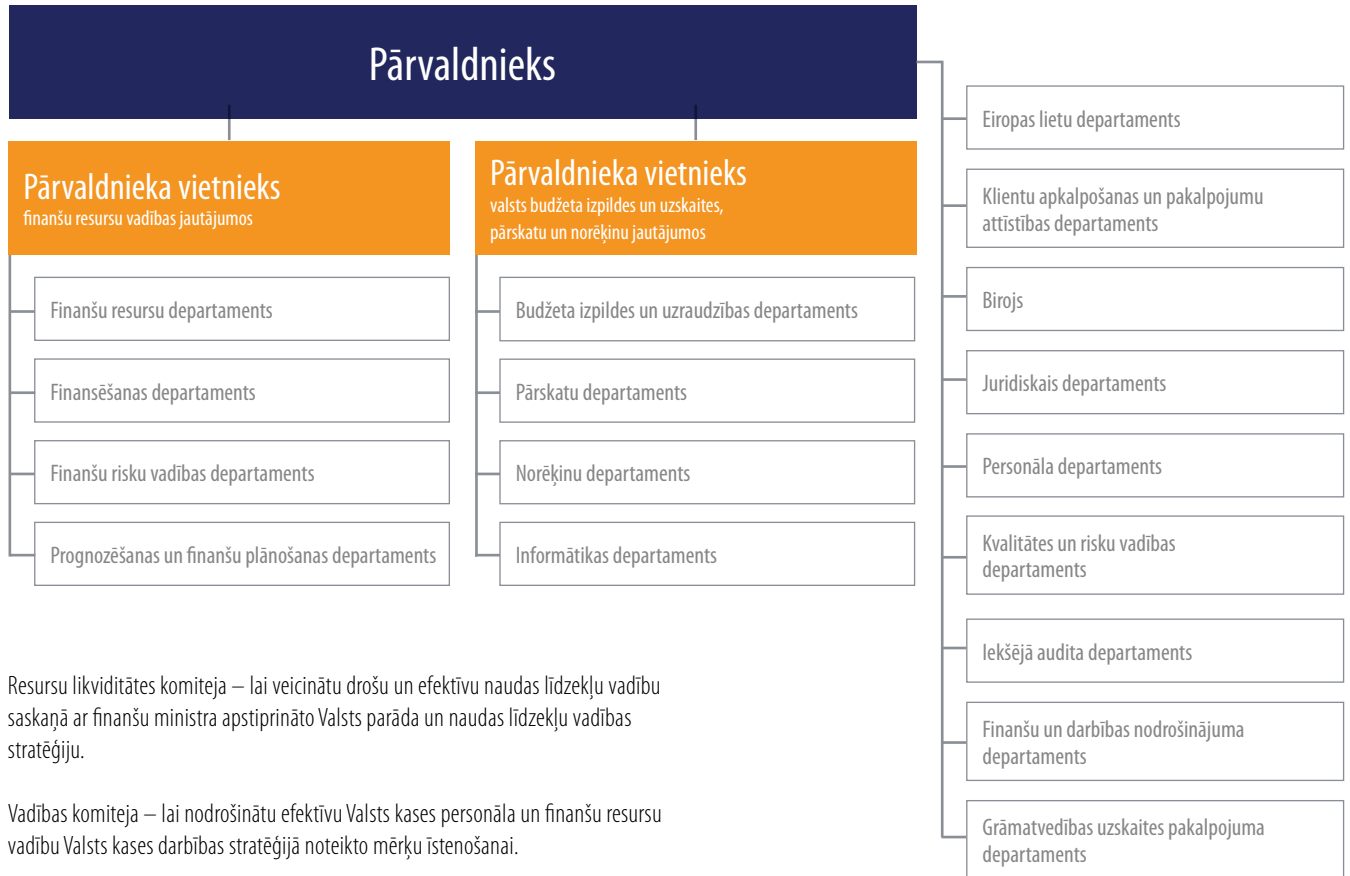 Pārvaldnieks
Pārvaldnieka vietnieks
finanšu resursu vadības jautājumos
Finanšu resursu departaments
Finansēšanas departaments
Finanšu risku vadības departaments
Prognozēšanas un finanšu plānošanas departaments
Pārvaldnieka vietnieks
valsts budžeta izpildes un uzskaites,
pārskatu un norēķinu jautājumos
Budžeta izpildes un uzraudzības departaments
Pārskatu departaments
Norēķinu departaments
Informātikas departaments
Eiropas lietu departaments
Klientu apkalpošanas un pakalpojumu
attīstības departaments
Birojs
Juridiskais departaments
Personāla departaments
Kvalitātes un risku vadības
departaments
Iekšējā audita departaments
Finanšu un darbības nodrošinājuma
departaments
Grāmatvedības uzskaites pakalpojuma
departaments
Resursu likviditātes komiteja – lai veicinātu drošu un efektīvu naudas līdzekļu vadību
saskaņā ar finanšu ministra apstiprināto Valsts parāda un naudas līdzekļu vadības
stratēģiju.
Vadības komiteja – lai nodrošinātu efektīvu Valsts kases personāla un finanšu resursu
vadību Valsts kases darbības stratēģijā noteikto mērķu īstenošanai.